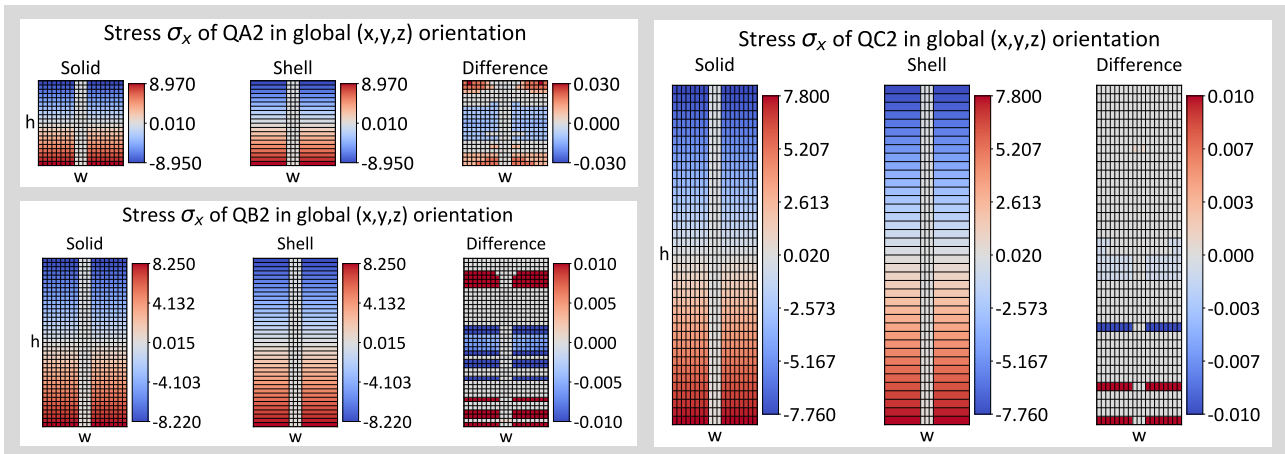 Stress σx of QA2 in global (x,y,z) orientation
Solid
Shell
Difference
8.970
0.010
-8.950
8.970
0.010
-8.950
0.030
0.000
-0.030
h
w
w
Stress σx of QB2 in global (x,y,z) orientation
Solid
Shell
Difference
8.250
4.132
0.015
-4.103
-8.220
8.250
4.132
0.015
-4.103
-8.220
0.010
0.005
0.000
-0.005
-0.010
h
w
w
w
Stress σx of QC2 in global (x,y,z) orientation
Solid
Shell
Difference
7.800
5.207
2.613
0.020
-2.573
-5.167
-7.760
7.800
5.207
2.613
0.020
-2.573
-5.167
-7.760
0.010
0.007
0.003
0.000
-0.003
-0.007
-0.010
h
w
w
w